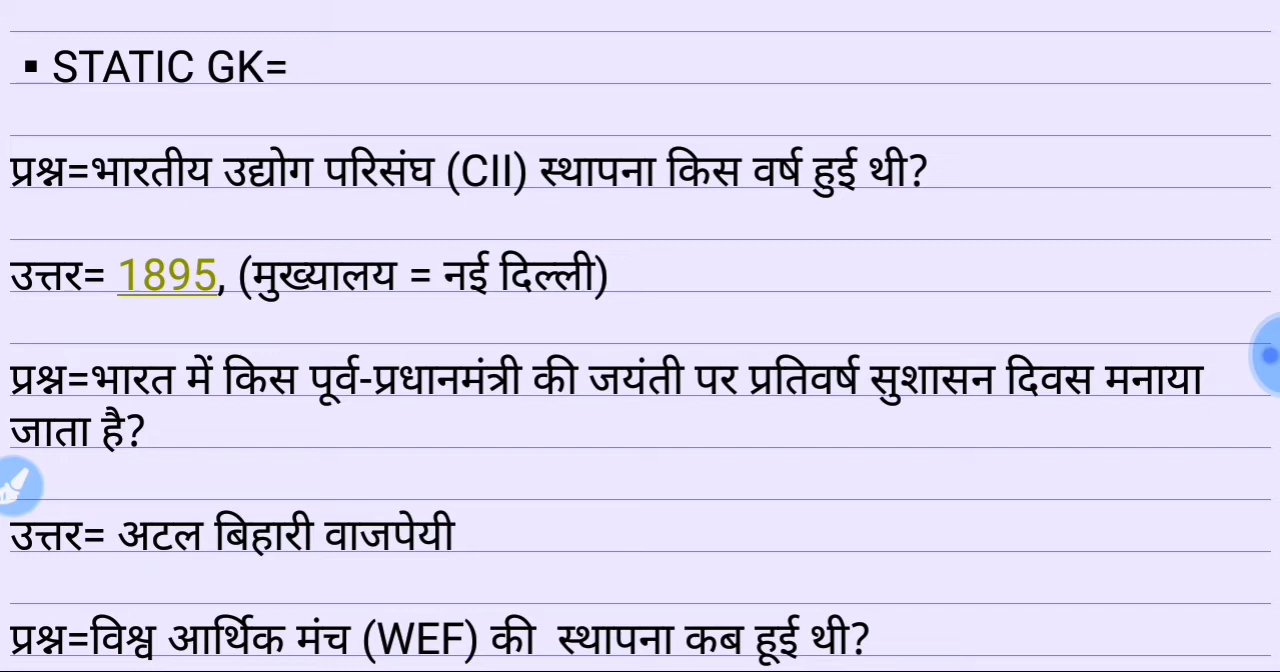 ▪ STATIC GK=
प्रश्न=भारतीय उद्योग परिसंघ (CII) स्थापना किस वर्ष हुई थी?
उत्तर= 1895, (मुख्यालय = नई दिल्ली)
प्रश्न=भारत में किस पूर्व-प्रधानमंत्री की जयंती पर प्रतिवर्ष सुशासन दिवस मनाया
जाता है?
उत्तर= अटल बिहारी वाजपेयी
प्रश्न=विश्व आर्थिक मंच (WEF) की  स्थापना कब हूई थी?